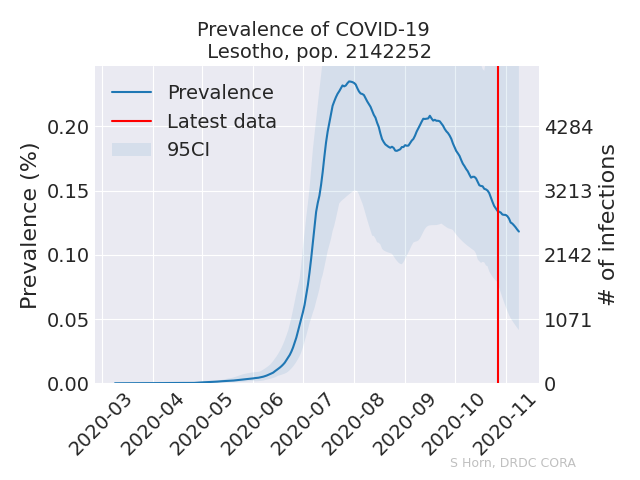 Prevalence of COVID-19
Lesotho, pop. 2142252
Prevalence
Latest data
95CI
Prevalence (%)
0.20
0.15
0.10
0.05
0.00
4284
3213
2142
1071
0
# of infections
2020-03
2020-04
2020-05
2020-06
2020-07
2020-08
2020-09
2020-10
2020-11
S Horn, DRDC CORA